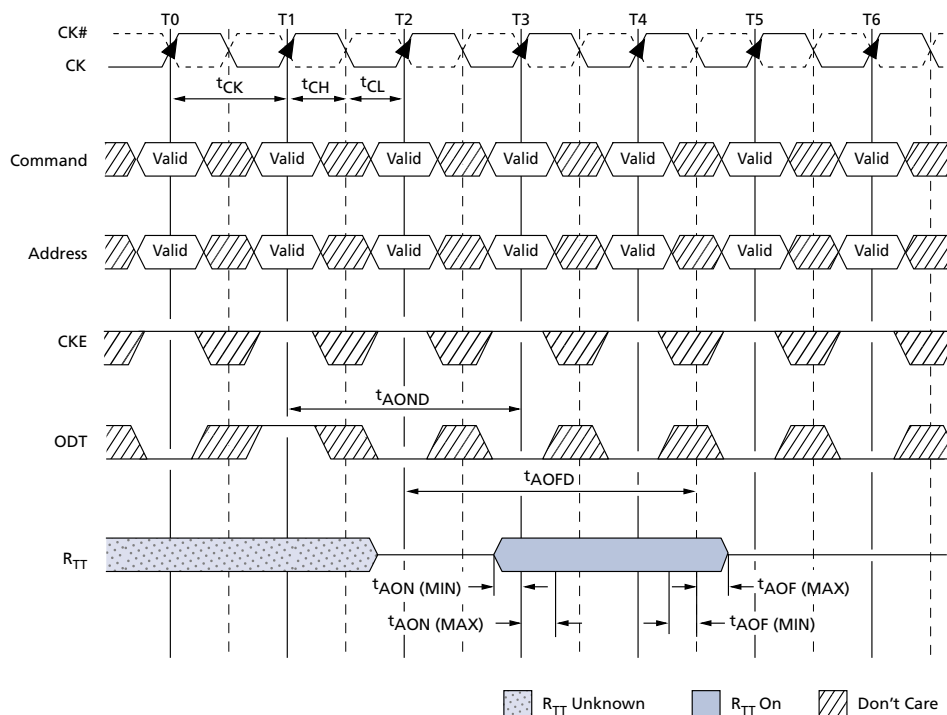 T0 T1 T2 T3 T4 T5 T6
CK#
CK
tCK tCH tCL
Command Valid Valid Valid Valid Valid Valid Valid
Address Valid Valid Valid Valid Valid Valid Valid
CKE
tAOND
ODT
tAOFD
RTT
tAON (MIN) tAOF (MAX)
tAON (MAX) tAOF (MIN)
RTT Unknown RTT On Don't Care